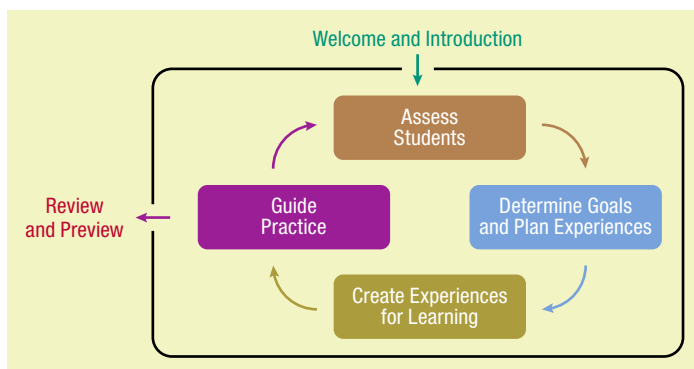 Welcome and Introduction
Assess
Students
Determine Goals
and Plan Experiences
Create Experiences
for Learning
Guide
Practice
Review
and Preview